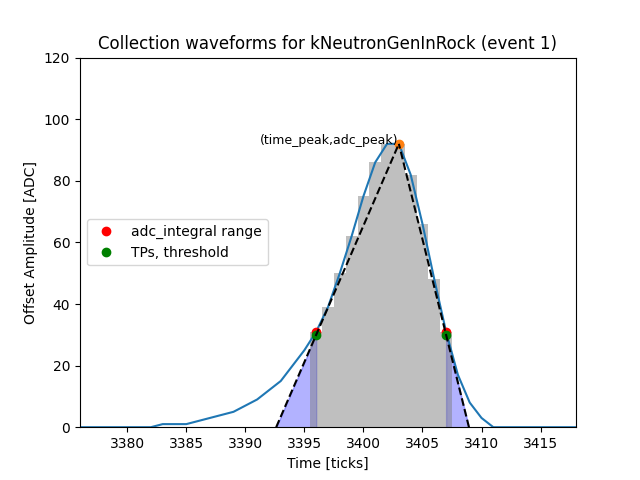 Collection waveforms for kNeutronGenInRock (event 1)
120
100
80
60
40
20
0
Offset Amplitude [ADC]
(time_peak,adc_peak)
adc_integral range
TPs, threshold
3380 3385 3390 3395 3400 3405 3410 3415
Time [ticks]